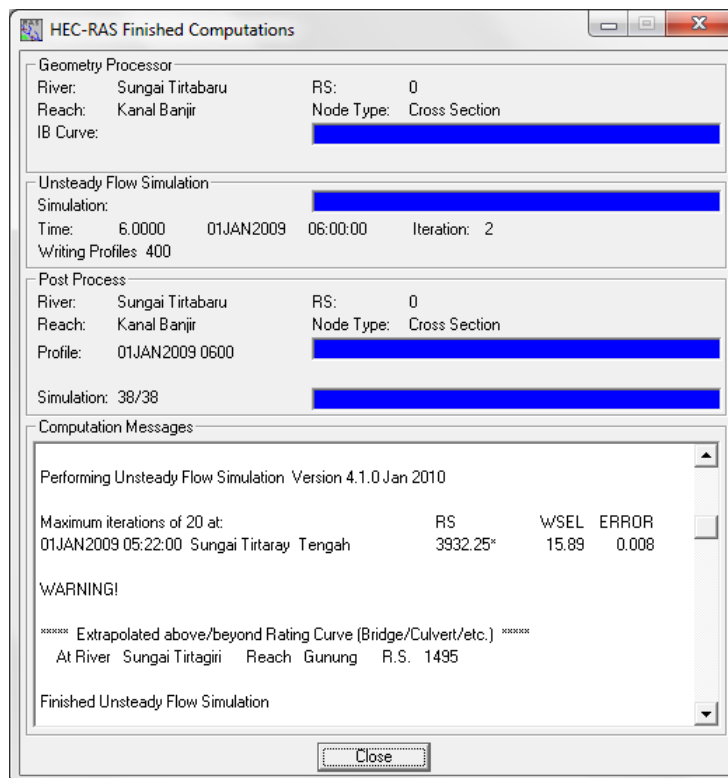 HEC-RAS Finished Computations
Geometry Processor
River: Sungai Tirtabaru RS: 0
Reach: Kanal Banjir Node Type: Cross Section
IB Curve:
Unsteady Flow Simulation
Simulation:
Time: 6.0000 01JAN2009 06:00:00 Iteration: 2
Writing Profiles 400
Post Process
River: Sungai Tirtabaru RS: 0
Reach: Kanal Banjir Node Type: Cross Section
Profile: 01JAN2009 0600
Simulation: 38/38
Computation Messages
Performing Unsteady Flow Simulation Version 4.1.0 Jan 2010
Maximum iterations of 20 at: RS WSEL ERROR
01JAN2009 05:22:00 Sungai Tirtaray Tengah 3932.25* 15.89 0.008
WARNING!
***** Extrapolated above/beyond Rating Curve (Bridge/Culvert/etc.) *****
At River Sungai Tirtagiri Reach Gunung R.S. 1495
Finished Unsteady Flow Simulation
Close